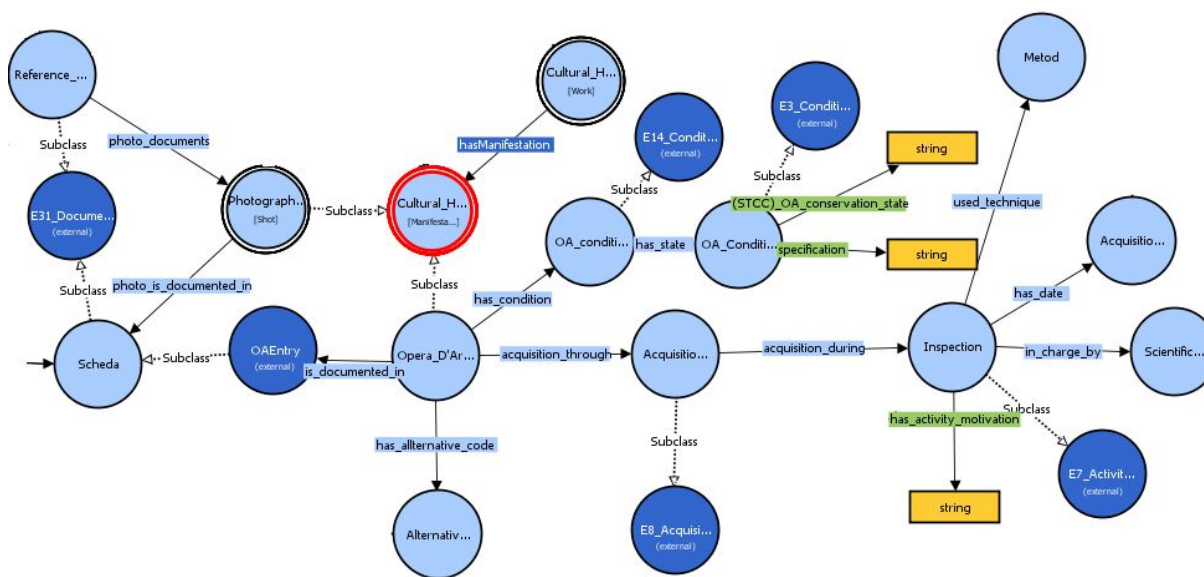 Reference_...
Cultural_H...
[Work]
Metod
E3_Conditi...
(external)
photo_documents
Subclass
hasManifestation
E14_Condit...
(external)
string
Subclass
Subclass
E31_Docume...
(external)
Photograph...
[Shot]
Subclass
Cultural_H...
[Manifesta...]
(STCC)_OA_conservation_state
used_technique
OA_conditi...
has_state
OA_Conditi...
specification
string
Acquisitio...
Subclass
photo_is_documented_in
Subclass
has_condition
has_date
Scheda
Subclass
OAEntry
(external)
is_documented_in
Opera_D'Ar...
acquisition_through
Acquisitio...
acquisition_during
Inspection
in_charge_by
Scientific...
Subclass
has_activity_motivation
has_allternative_code
Subclass
E7_Activit...
(external)
Alternativ...
E8_Acquisi...
(external)
string